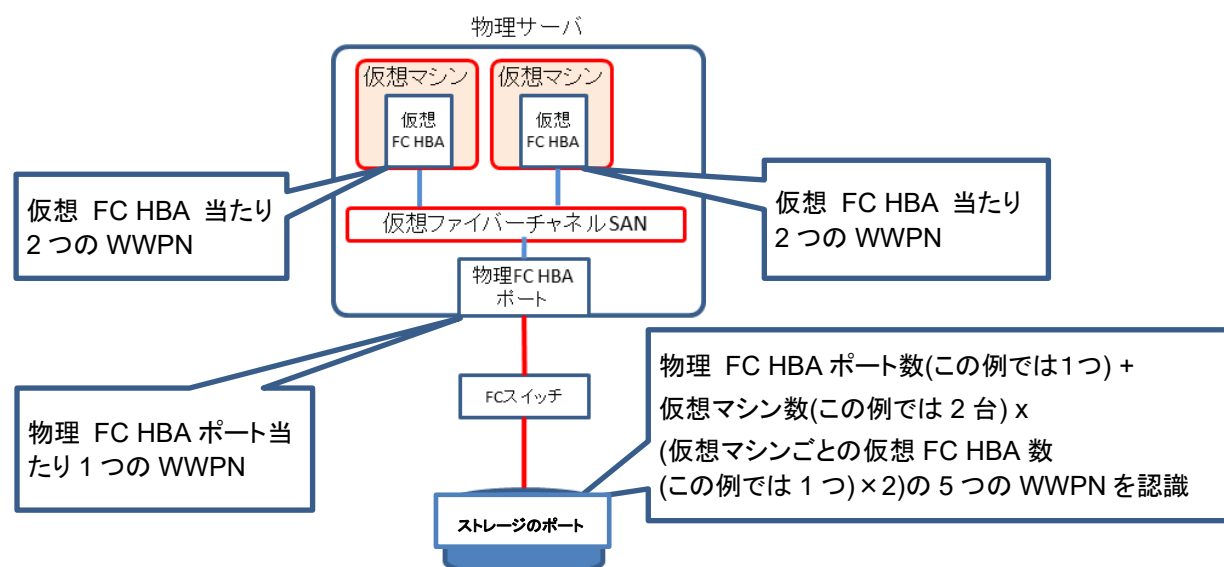 物理サーバ
仮想マシン
仮想マシン
仮想
FC HBA
仮想
FC HBA
仮想 FC HBA 当たり
2 つの WWPN
仮想 FC HBA 当たり
2 つの WWPN
仮想ファイバーチャネル SAN
物理FC HBA
ポート
物理 FC HBA ポート当
たり 1 つの WWPN
FCスイッチ
物理 FC HBA ポート数(この例では1つ) +
仮想マシン数(この例では 2 台) x
(仮想マシンごとの仮想 FC HBA 数
(この例では 1 つ)×2)の 5 つの WWPN を認識
ストレージのポート